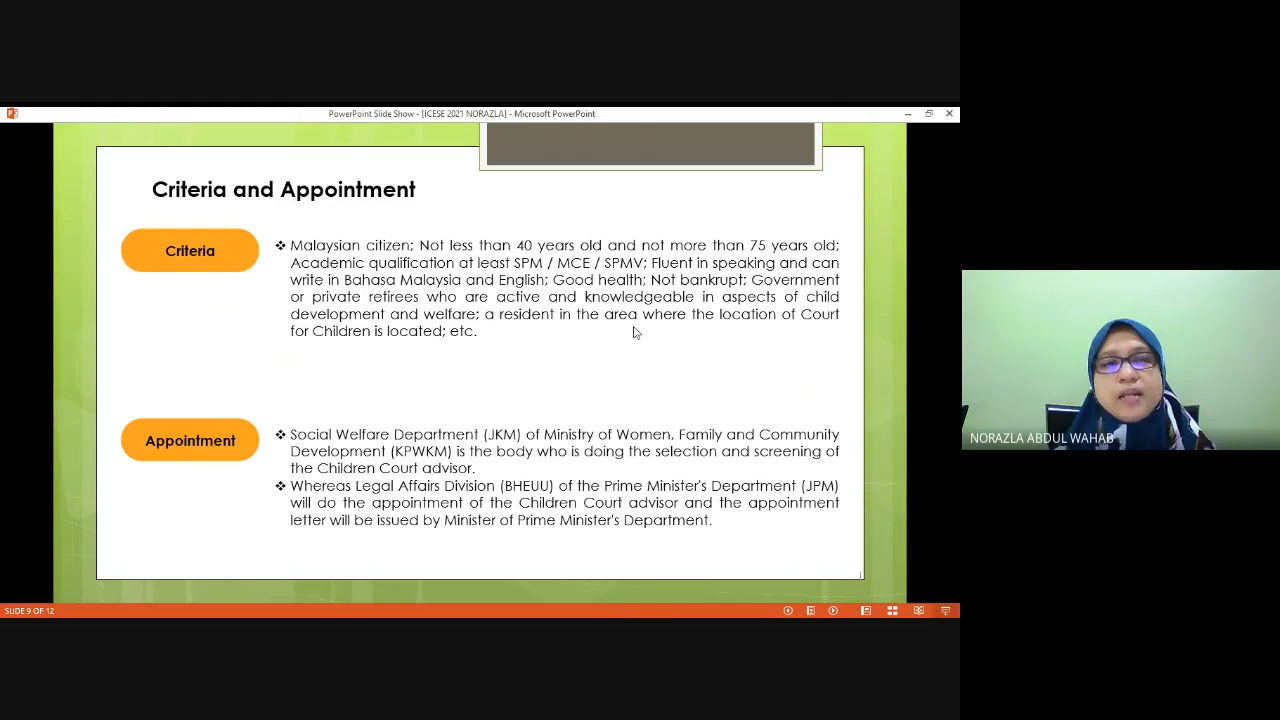 PowerPoint Slide Show - [ICESE 2021 NORAZLA] - Microsoft PowerPoint
Criteria and Appointment
Criteria
❖ Malaysian citizen; Not less than 40 years old and not more than 75 years old;
Academic qualification at least SPM / MCE / SPMV; Fluent in speaking and can
write in Bahasa Malaysia and English; Good health; Not bankrupt; Government
or private retirees who are active and knowledgeable in aspects of child
development and welfare; a resident in the area where the location of Court
for Children is located; etc.
Appointment
❖ Social Welfare Department (JKM) of Ministry of Women, Family and Community
Development (KPWKM) is the body who is doing the selection and screening of
the Children Court advisor.
❖ Whereas Legal Affairs Division (BHEUU) of the Prime Minister's Department (JPM)
will do the appointment of the Children Court advisor and the appointment
letter will be issued by Minister of Prime Minister's Department.
SLIDE 9 OF 12
NORAZLA ABDUL WAHAB